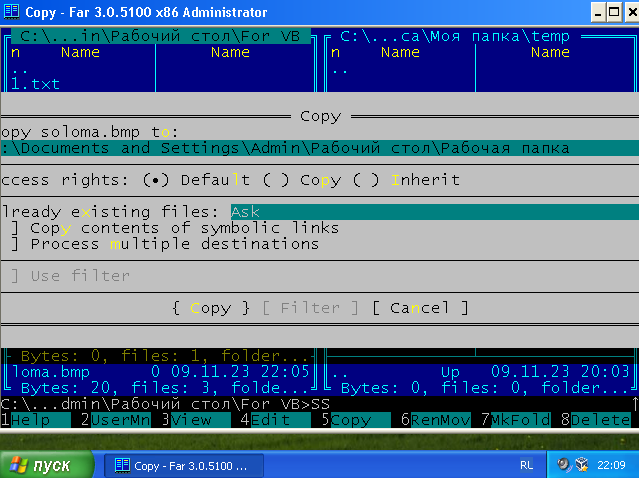 Copy - Far 3.0.5100 x86 Administrator
C:\...in\Рабочий стол\For VB C:\...са\Моя папка\temp
n Name Name n Name Name
.. ..
1.txt
Copy
opy soloma.bmp to:
:\Documents and Settings\Admin\Рабочий стол\Рабочая папка
ccess rights: (•) Default ( ) Copy ( ) Inherit
lready existing files: Ask
] Copy contents of symbolic links
] Process multiple destinations
] Use filter
{ Copy } [ Filter ] [ Cancel ]
Bytes: 0, files: 1, folder...
loma.bmp 0 09.11.23 22:05 .. Up 09.11.23 20:03
Bytes: 20, files: 3, folde... Bytes: 0, files: 0, folder...
C:\...dmin\Рабочий стол\For VB>SS ↑
1Help 2UserMn 3View 4Edit 5Copy 6RenMov 7MkFold 8Delete
пуск Copy - Far 3.0.5100 ... RL 22:09